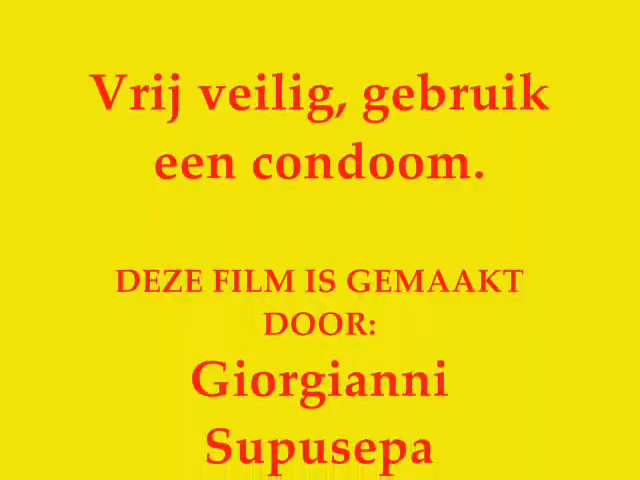 Vrij veilig, gebruik
een condoom.
DEZE FILM IS GEMAAKT
DOOR:
Giorgianni
Supusepa